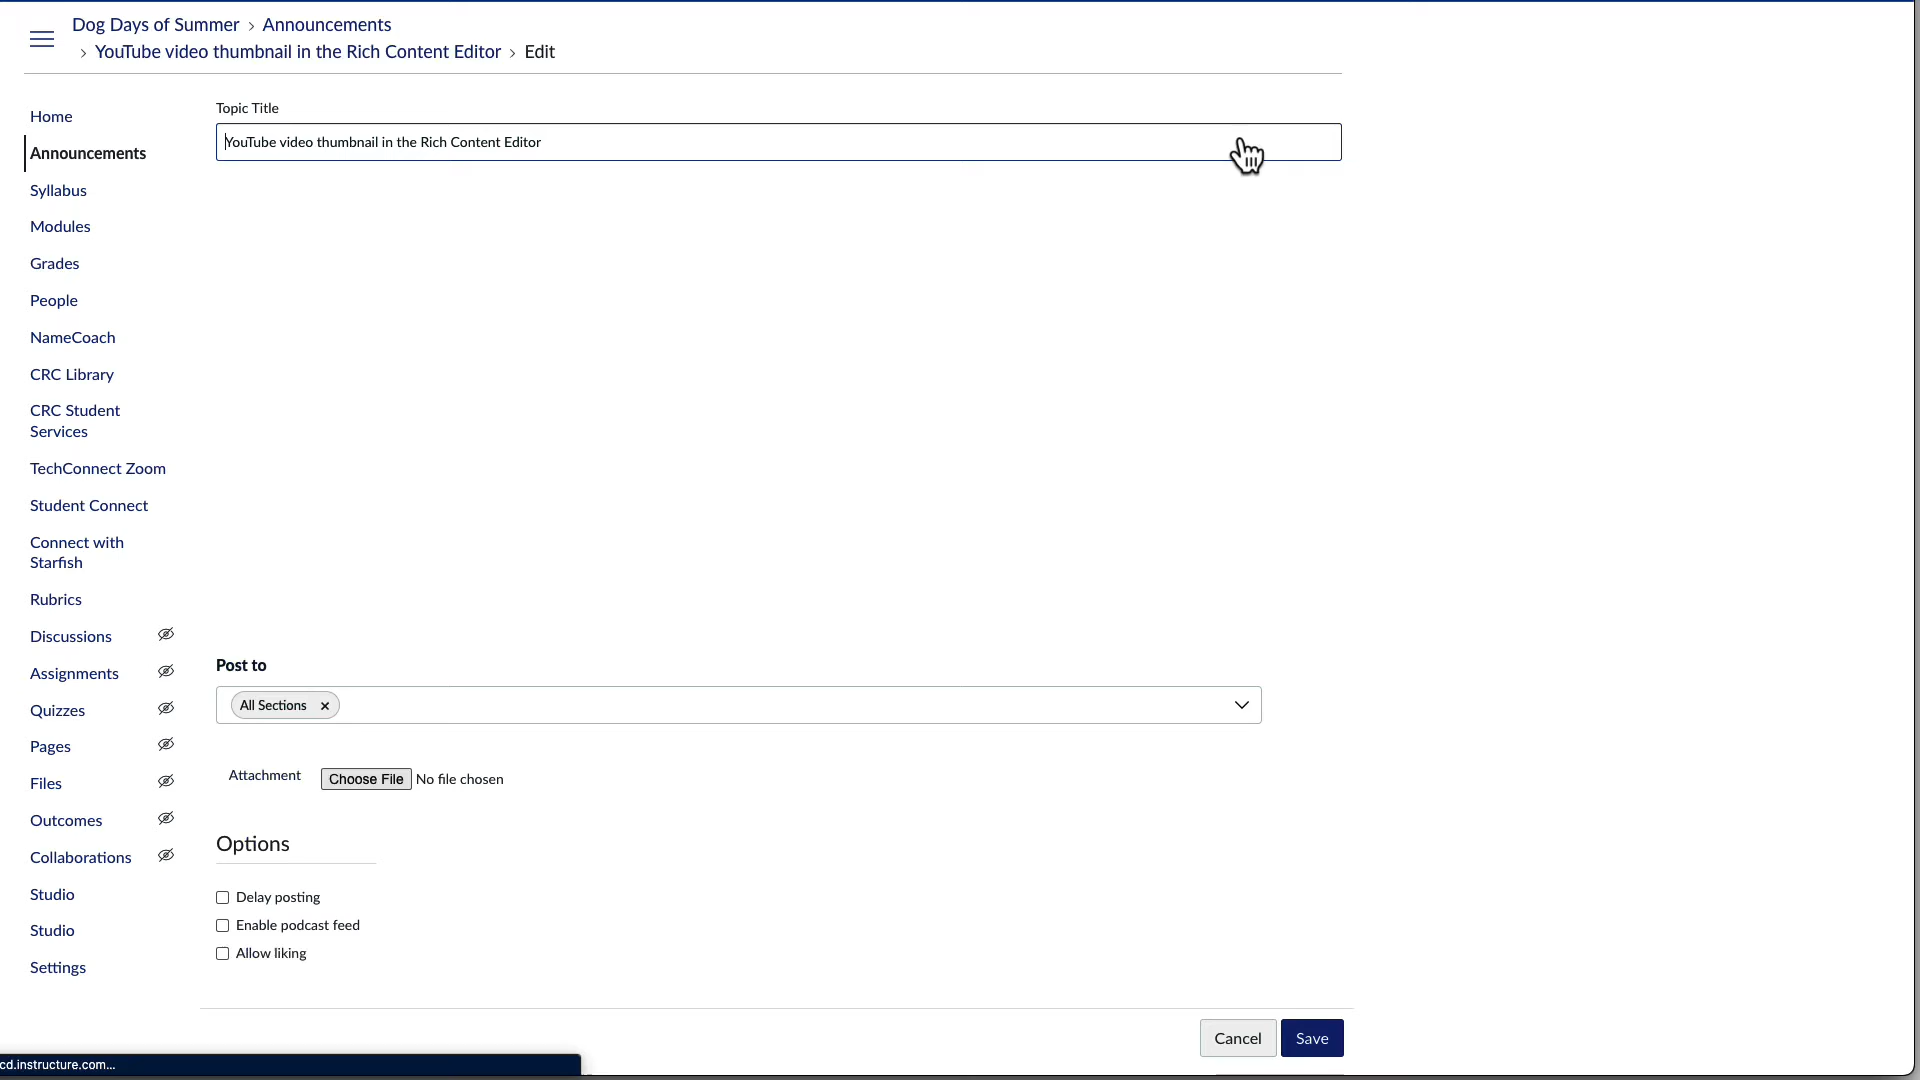 Dog Days of Summer › Announcements
› YouTube video thumbnail in the Rich Content Editor › Edit
Home
Announcements
Syllabus
Modules
Grades
People
NameCoach
CRC Library
CRC Student
Services
TechConnect Zoom
Student Connect
Connect with
Starfish
Rubrics
Discussions
Assignments
Quizzes
Pages
Files
Outcomes
Collaborations
Studio
Studio
Settings
Topic Title
YouTube video thumbnail in the Rich Content Editor
Post to
All Sections ×
Attachment Choose File No file chosen
Options
Delay posting
Enable podcast feed
Allow liking
Cancel Save
cd.instructure.com...